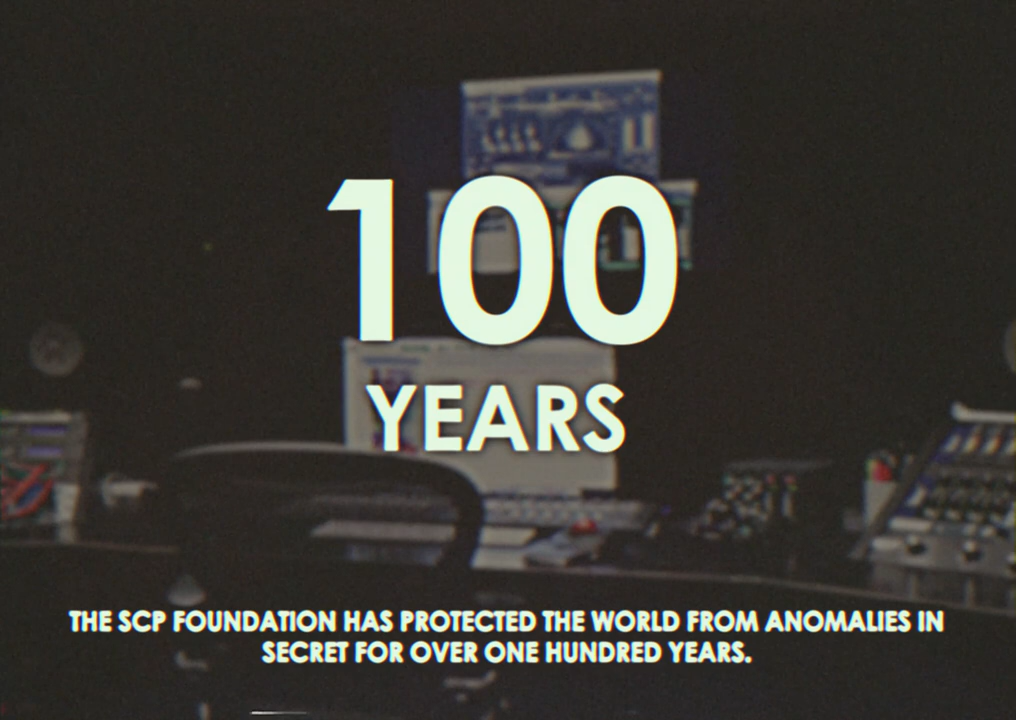 100
YEARS
THE SCP FOUNDATION HAS PROTECTED THE WORLD FROM ANOMALIES IN
SECRET FOR OVER ONE HUNDRED YEARS.